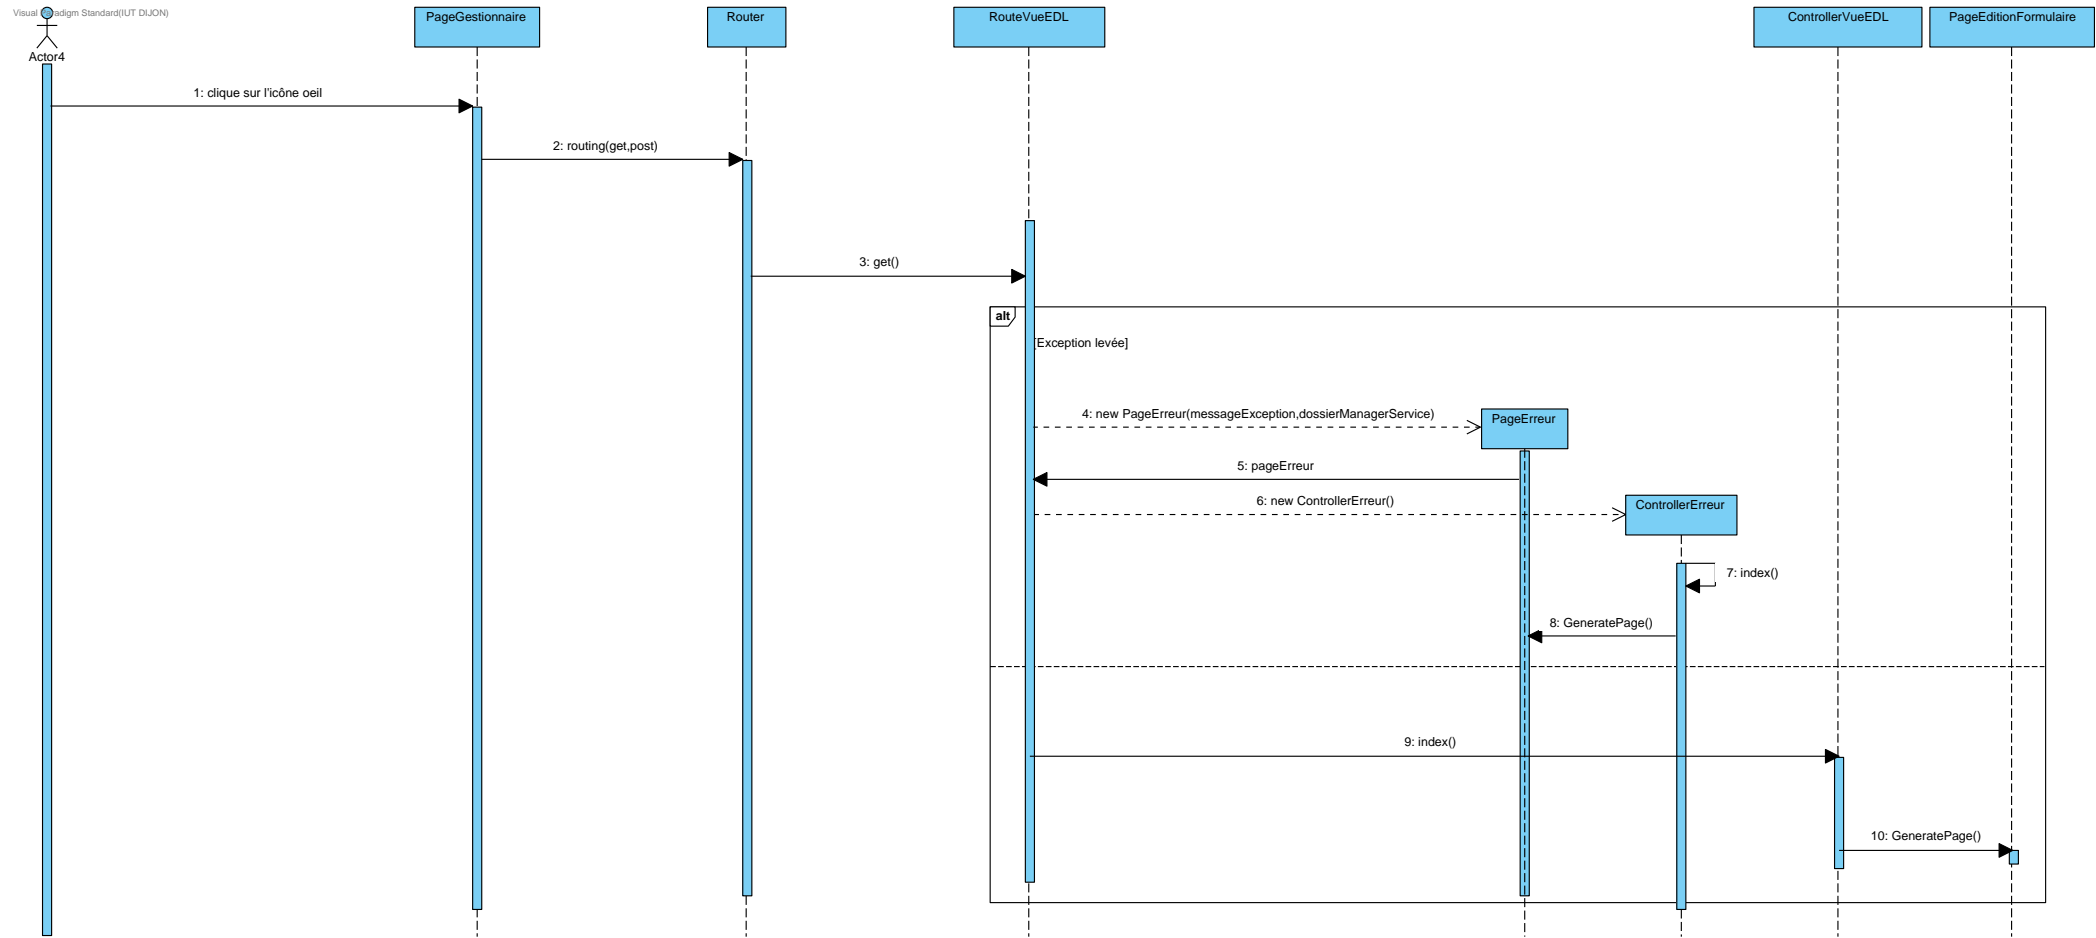 Visual Paradigm Standard(IUT DIJON)
Actor4
PageGestionnaire
Router
RouteVueEDL
ControllerVueEDL
PageEditionFormulaire
1: clique sur l'icône oeil
2: routing(get,post)
3: get()
alt
[Exception levée]
4: new PageErreur(messageException,dossierManagerService)
PageErreur
5: pageErreur
6: new ControllerErreur()
ControllerErreur
7: index()
8: GeneratePage()
9: index()
10: GeneratePage()